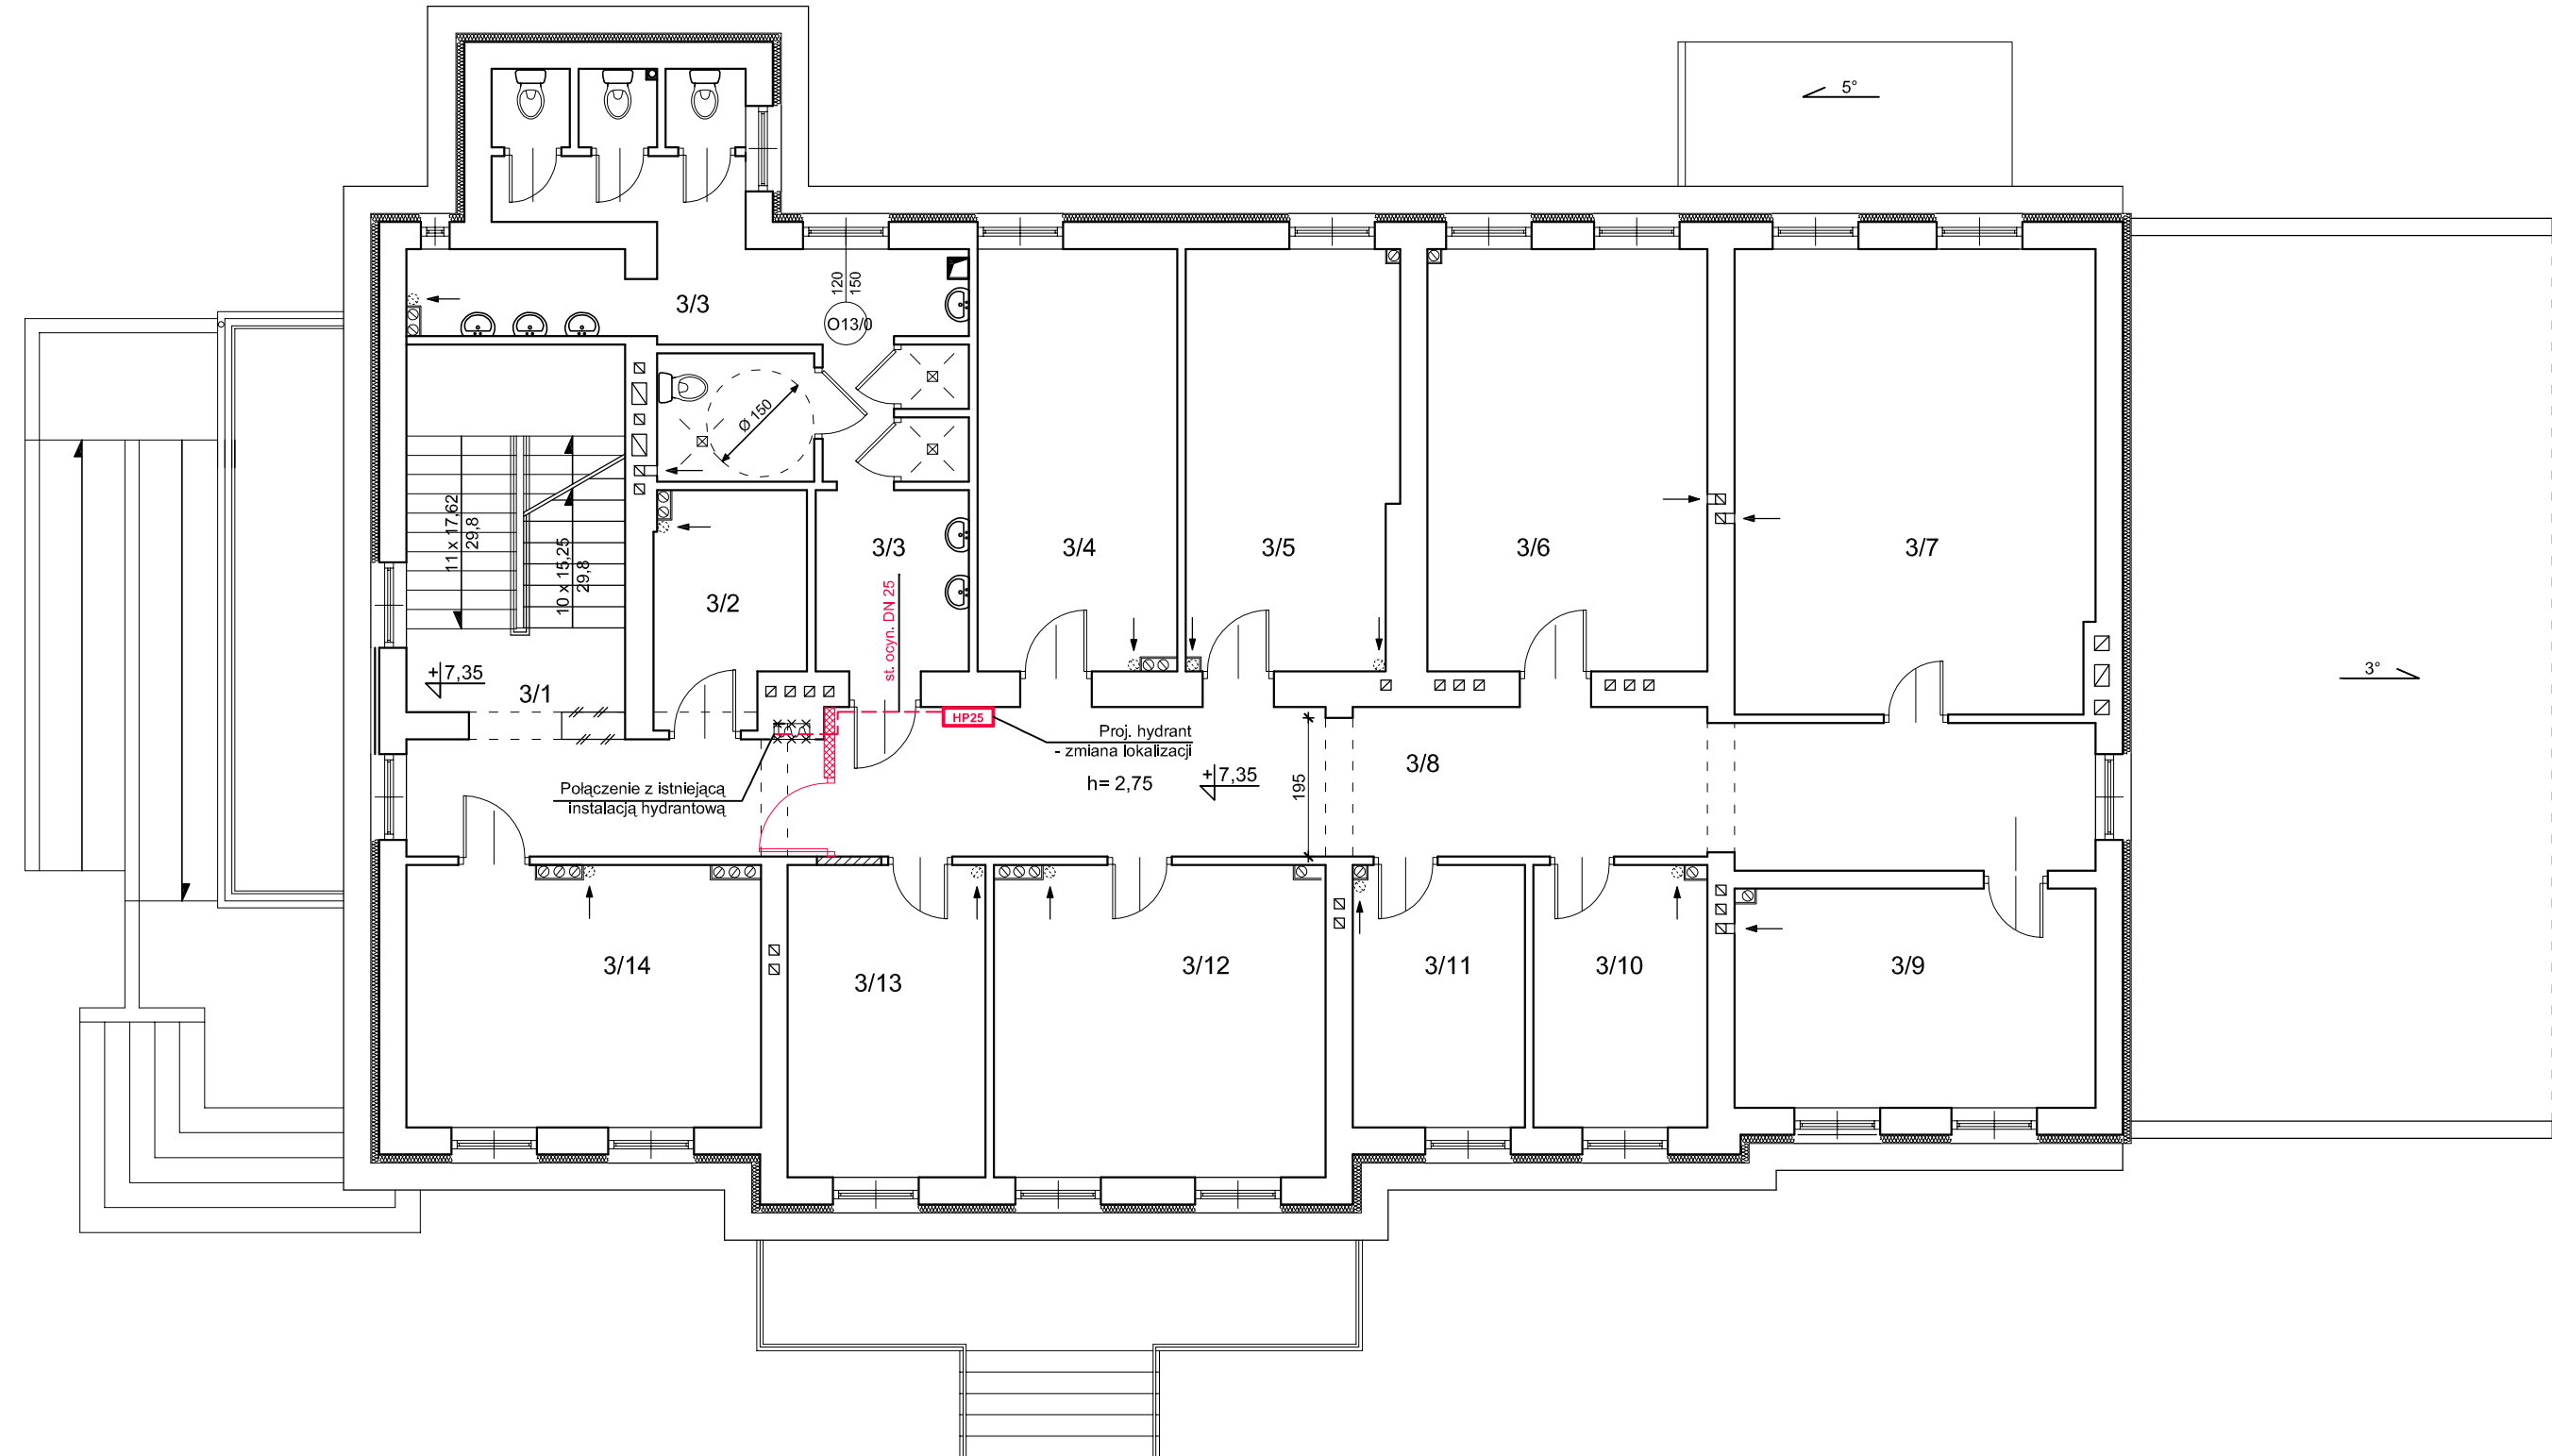 5°
120
150
3/3
O13/0
Ø 150
11 x 17,62
29,8
10 x 15,25
29,8
3/3
3/4
3/5
3/6
3/7
3/2
st. ocyn. DN 25
+7,35
3/1
3°
HP25
Proj. hydrant
- zmiana lokalizacji
h= 2,75
+7,35
195
3/8
Połączenie z istniejącą
instalacją hydrantową
3/14
3/13
3/12
3/11
3/10
3/9